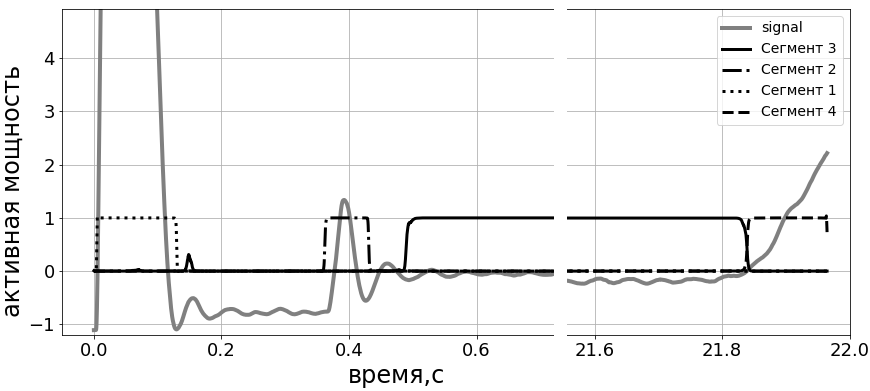 signal
Сегмент 3
Сегмент 2
Сегмент 1
Сегмент 4
активная мощность
4
3
2
1
0
−1
0.0 0.2 0.4 0.6 21.6 21.8 22.0
время,с